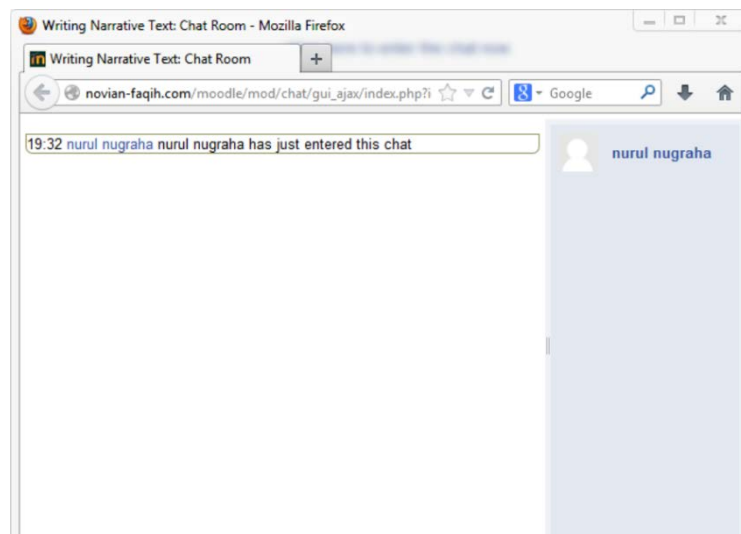 Writing Narrative Text: Chat Room - Mozilla Firefox
Writing Narrative Text: Chat Room
novian-faqih.com/moodle/mod/chat/gui_ajax/index.php?i
Google
19:32 nurul nugraha nurul nugraha has just entered this chat
nurul nugraha